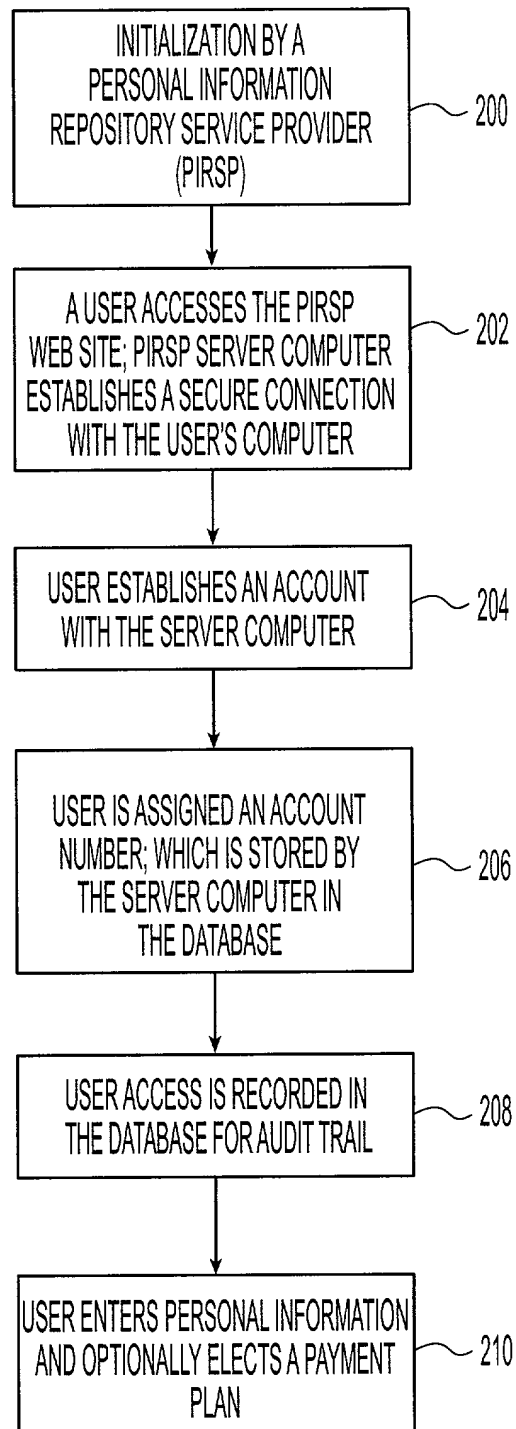 INITIALIZATION BY A
PERSONAL INFORMATION
REPOSITORY SERVICE PROVIDER
(PIRSP)
200
A USER ACCESSES THE PIRSP
WEB SITE; PIRSP SERVER COMPUTER
ESTABLISHES A SECURE CONNECTION
WITH THE USER'S COMPUTER
202
USER ESTABLISHES AN ACCOUNT
WITH THE SERVER COMPUTER
204
USER IS ASSIGNED AN ACCOUNT
NUMBER; WHICH IS STORED BY
THE SERVER COMPUTER IN
THE DATABASE
206
USER ACCESS IS RECORDED IN
THE DATABASE FOR AUDIT TRAIL
208
USER ENTERS PERSONAL INFORMATION
AND OPTIONALLY ELECTS A PAYMENT
PLAN
210